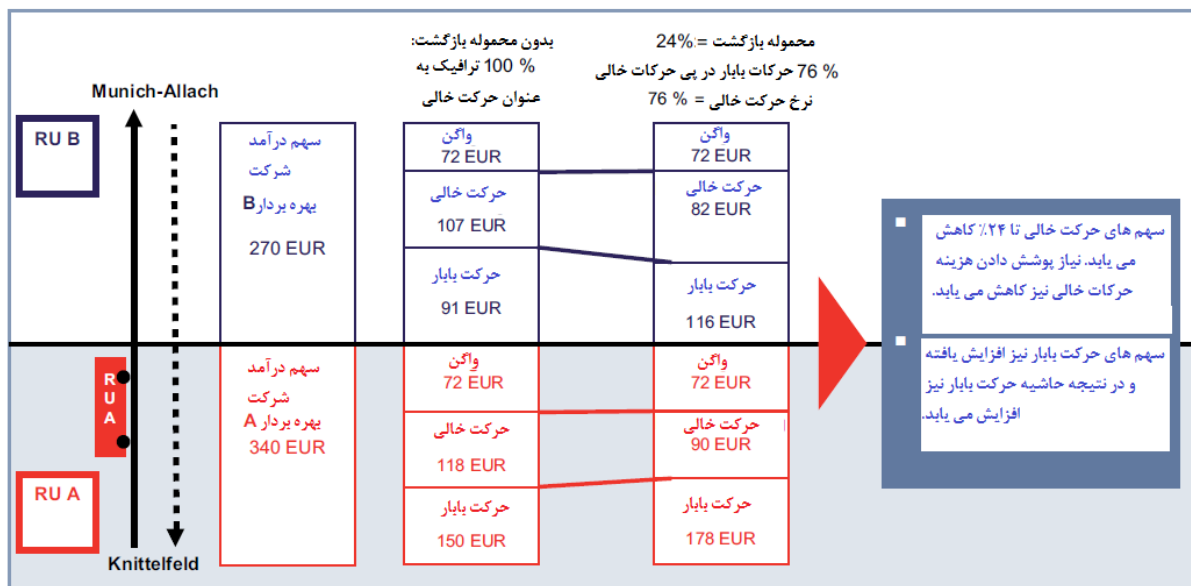 بدون محموله بازگشت:
100 % ترافیک به
عنوان حرکت خالی
محموله بازگشت =:24%
76 % حرکات بابار در پی حرکات خالی
نرخ حرکت خالی = % 76
Munich-Allach
RU B
سهم درآمد
شرکت
بهره بردار B
270 EUR
واگن
72 EUR
حرکت خالی
107 EUR
حرکت بابار
91 EUR
واگن
72 EUR
حرکت خالی
82 EUR
حرکت بابار
116 EUR
R
U
A
RU A
Knittelfeld
سهم درآمد
شرکت
بهره بردار A
340 EUR
واگن
72 EUR
حرکت خالی
118 EUR
حرکت بابار
150 EUR
واگن
72 EUR
حرکت خالی
90 EUR
حرکت بابار
178 EUR
سهم های حرکت خالی تا ۲۴٪ کاهش
می یابد. نیاز پوشش دادن هزینه
حرکات خالی نیز کاهش می یابد.
سهم های حرکت بابار نیز افزایش یافته
و در نتیجه حاشیه حرکت بابار نیز
افزایش می یابد.